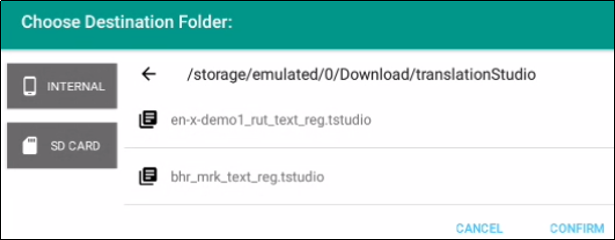 Choose Destination Folder:
INTERNAL
SD CARD
/storage/emulated/0/Download/translationStudio
en-x-demo1_rut_text_reg.tstudio
bhr_mrk_text_reg.tstudio
CANCEL CONFIRM